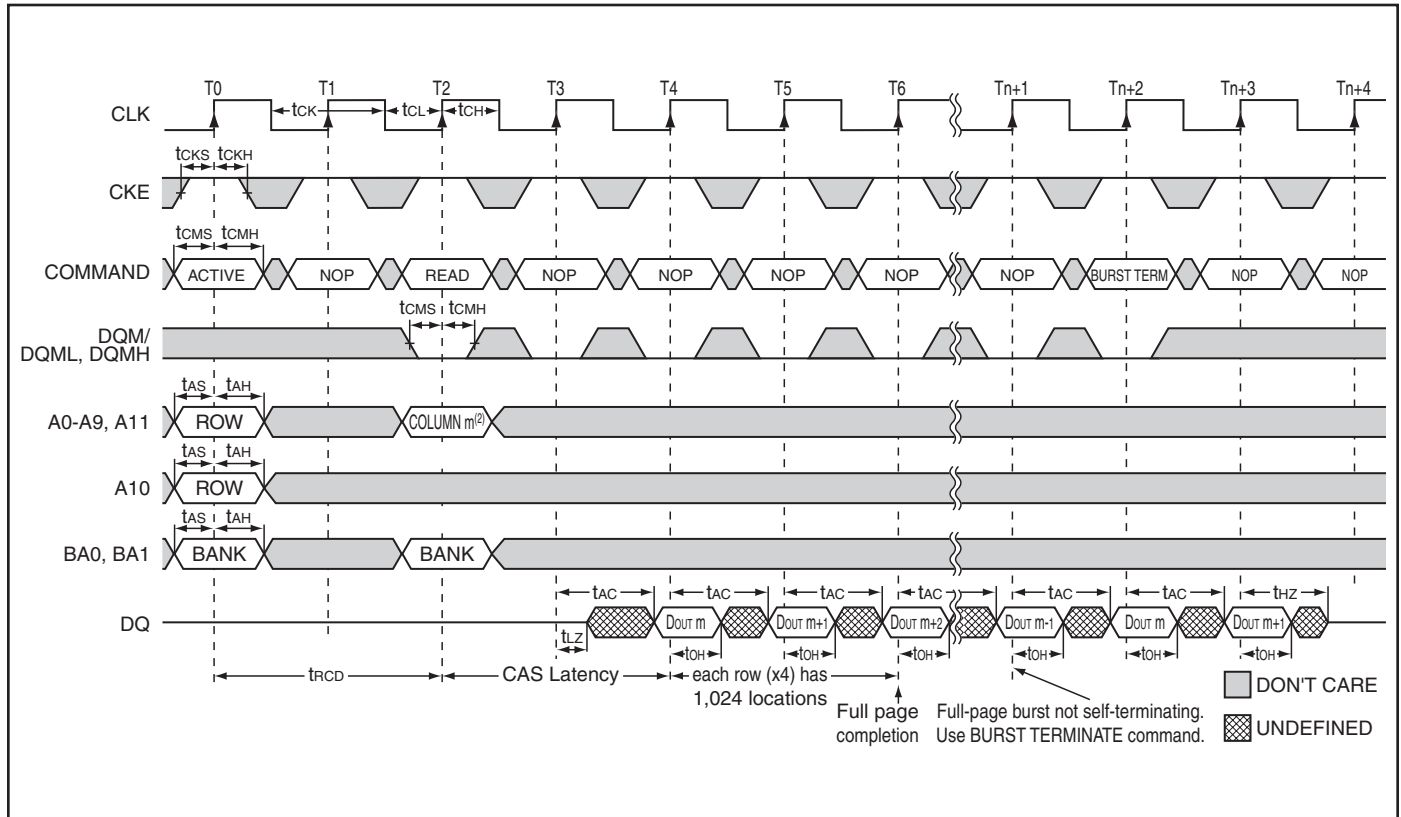 T0 T1 T2 T3 T4 T5 T6 Tn+1 Tn+2 Tn+3 Tn+4
CLK
tCK tCL tCH
tCKS tCKH
CKE
tCMS tCMH
COMMAND ACTIVE NOP READ NOP NOP NOP NOP NOP BURST TERM NOP NOP
tCMS tCMH
DQM/
DQML, DQMH
tAS tAH
A0-A9, A11 ROW COLUMN m(2)
tAS tAH
A10 ROW
tAS tAH
BA0, BA1 BANK BANK
tAC tAC tAC tAC tAC tAC tHZ
DQ DOUT m DOUT m+1 DOUT m+2 DOUT m-1 DOUT m DOUT m+1
tLZ tOH tOH tOH tOH tOH tOH
tRCD CAS Latency each row (x4) has
1,024 locations
Full page
completion
Full-page burst not self-terminating.
Use BURST TERMINATE command.
DON'T CARE
UNDEFINED